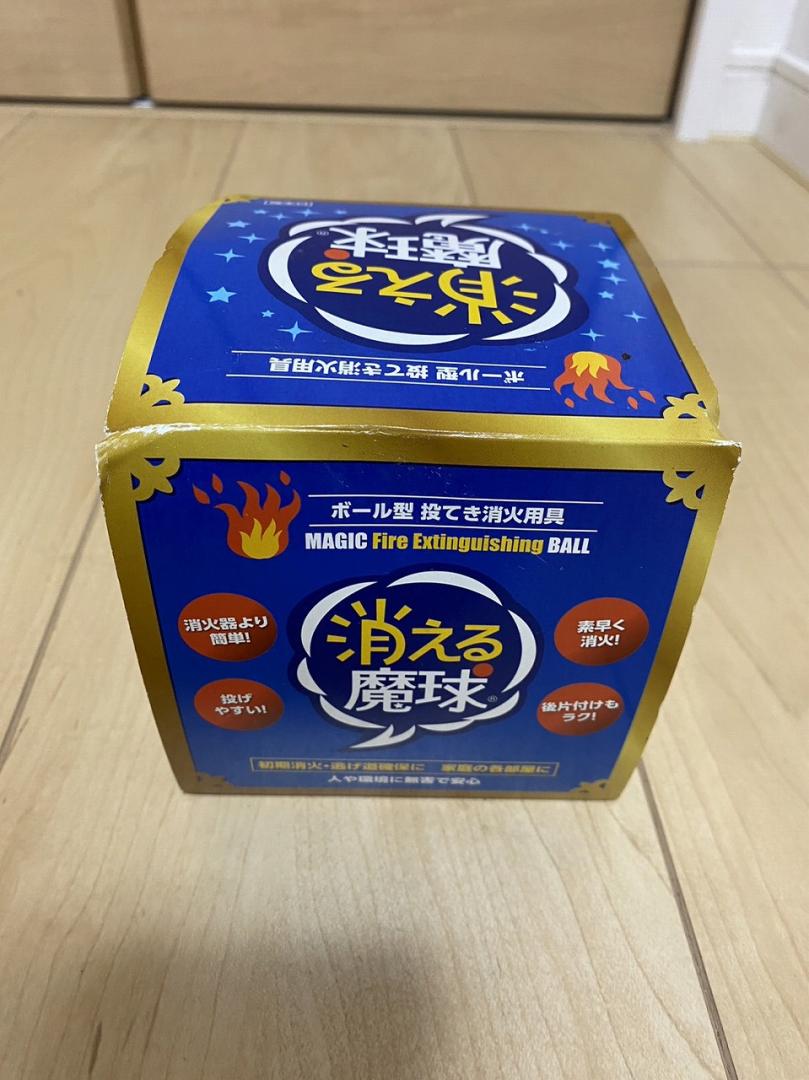 [日本製]
消える
魔球®
ボール型 投てき消火用具
ボール型 投てき消火用具
MAGIC Fire Extinguishing BALL
消火器より
簡単!
投げ
やすい!
消える
魔球®
素早く
消火!
後片付けも
ラク!
初期消火・逃げ道確保に 家庭の各部屋に
人や環境に無害で安心